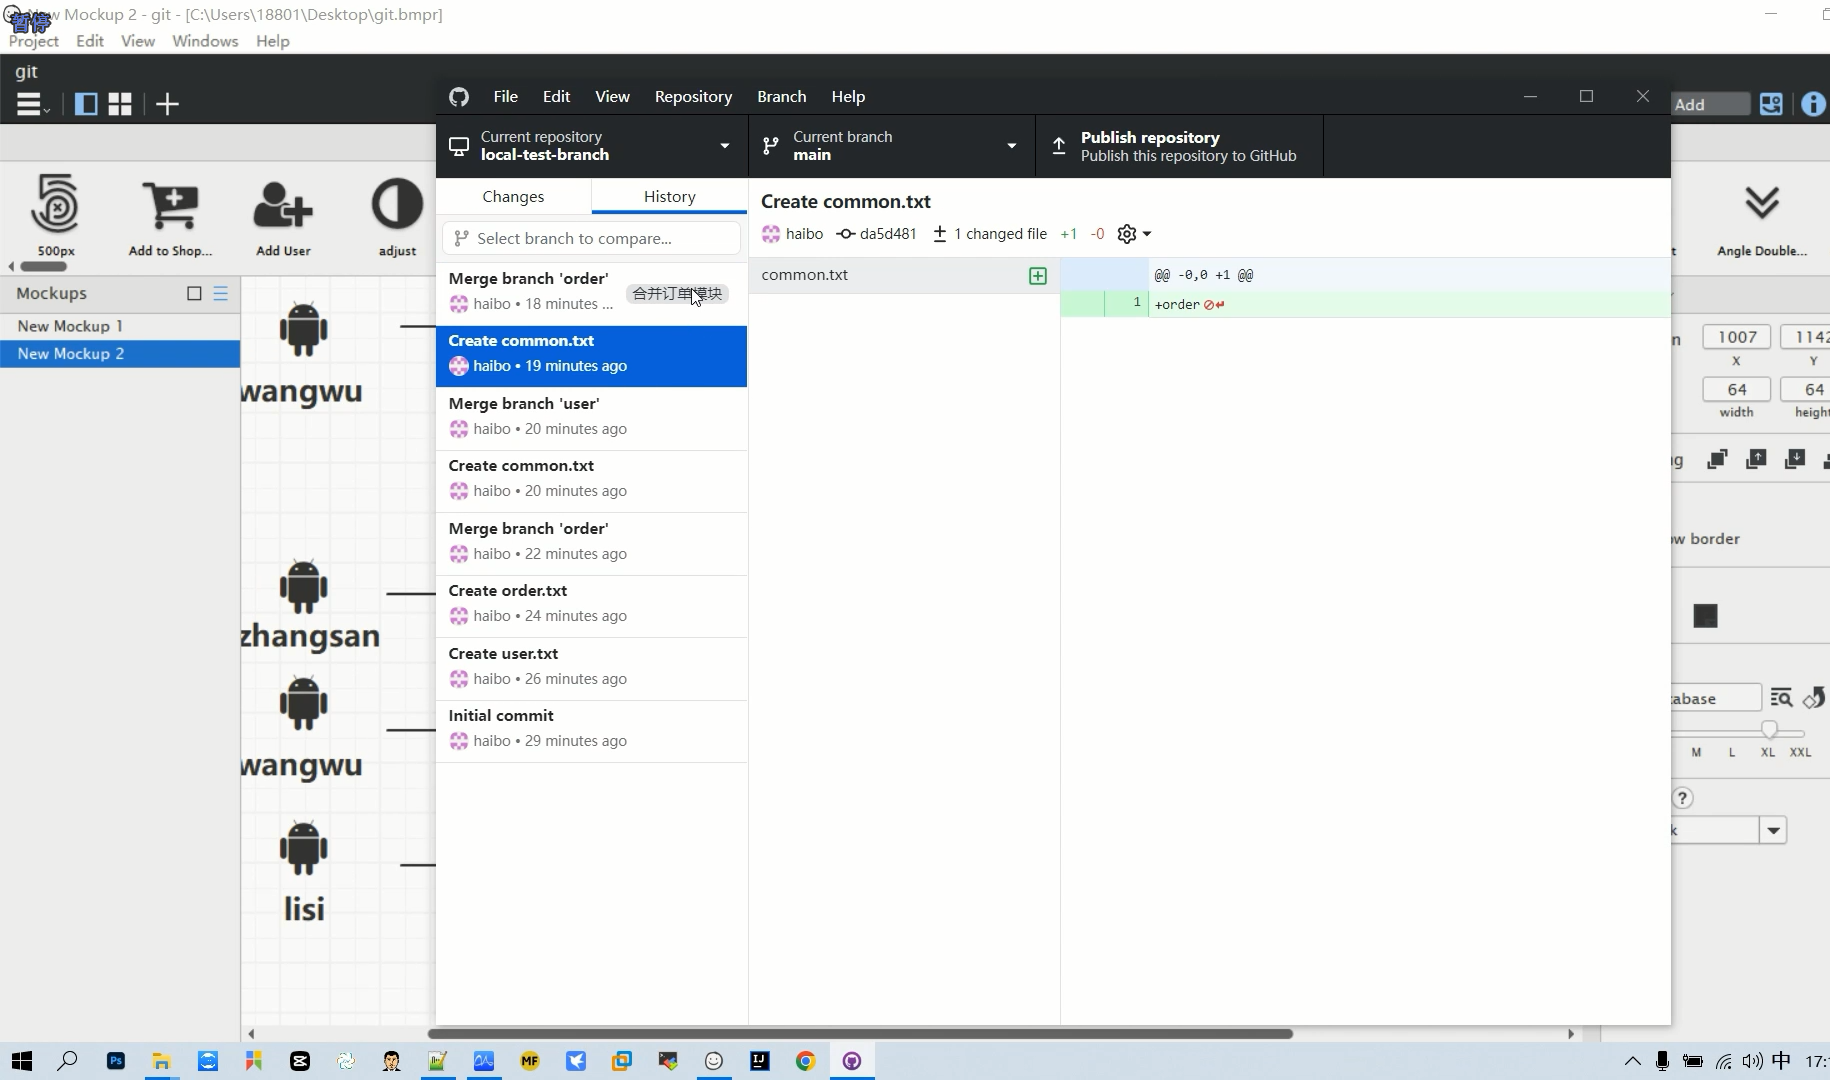 New Mockup 2 - git - [C:\Users\18801\Desktop\git.bmpr]
暂停
Project Edit View Windows Help
git
Add
File Edit View Repository Branch Help
Current repository
local-test-branch
Current branch
main
Publish repository
Publish this repository to GitHub
500px
Add to Shop...
Add User
adjust
Angle Double...
Changes
History
Select branch to compare...
Create common.txt
haibo da5d481 1 changed file +1 -0
common.txt
@@ -0,0 +1 @@
1 +order
Mockups
New Mockup 1
New Mockup 2
wangwu
zhangsan
wangwu
lisi
Merge branch 'order'
haibo • 18 minutes ...
合并订单模块
Create common.txt
haibo • 19 minutes ago
Merge branch 'user'
haibo • 20 minutes ago
Create common.txt
haibo • 20 minutes ago
Merge branch 'order'
haibo • 22 minutes ago
Create order.txt
haibo • 24 minutes ago
Create user.txt
haibo • 26 minutes ago
Initial commit
haibo • 29 minutes ago
1007 1142
X Y
64 64
width height
ow border
abase
M L XL XXL
?
k
Ps
MF
IJ
中
17: